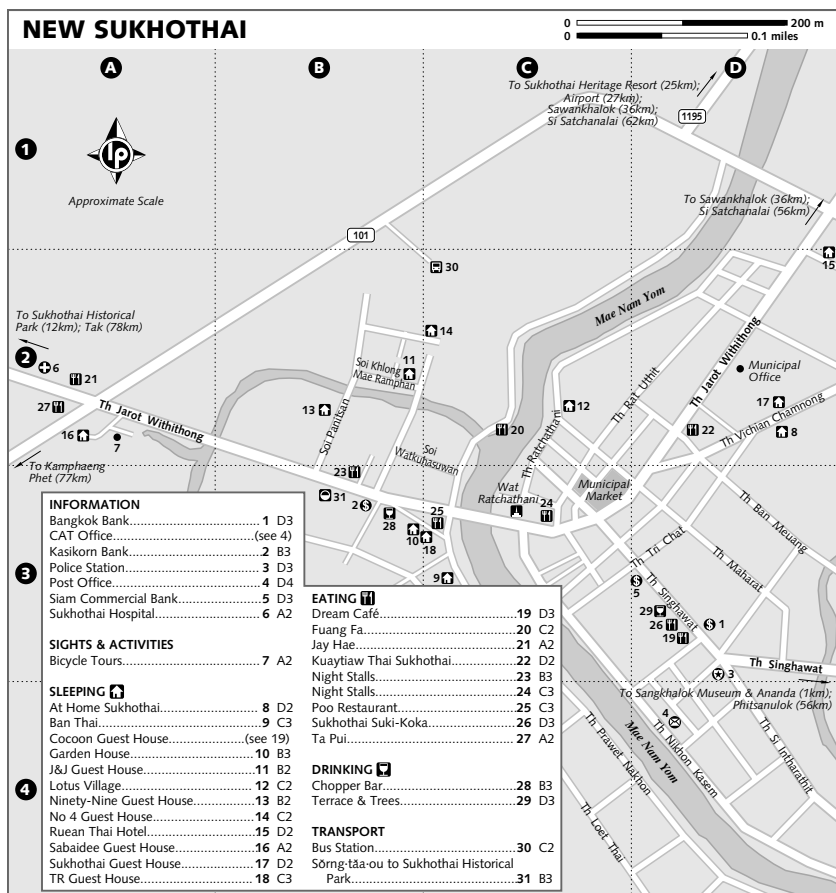 NEW SUKHOTHAI
0 200 m
0 0.1 miles
A
B
C
D
1
2
3
4
lp
Approximate Scale
To Sukhothai Heritage Resort (25km);
Airport (27km);
Sawankhalok (36km);
Si Satchanalai (62km)
1195
To Sawankhalok (36km);
Si Satchanalai (56km)
101
30
15
Mae Nam Yom
To Sukhothai Historical
Park (12km); Tak (78km)
14
6
21
11
Soi Khlong
Mae Ramphan
Th Jarot Withithong
Municipal
Office
27
13
12
17
Th Rat Uthit
Th Jarot Withithong
16
7
Soi Panitsan
20
Th Ratchathani
22
8
Th Vichian Chamnong
Soi
Watkuhasuwan
To Kamphaeng
Phet (77km)
23
31
2
28
25
10
18
Wat
Ratchathani
24
Municipal
Market
Th Ban Meuang
Th Tri Chat
Th Maharat
9
5
Th Singhawat
29
26
19
1
Th Singhawat
3
To Sangkhalok Museum & Ananda (1km);
Phitsanulok (56km)
4
Th Prawet Nakhon
Mae Nam Yom
Th Nikhon Kasem
Th Si Intharathit
Th Loet Thai
INFORMATION
Bangkok Bank 1 D3
CAT Office (see 4)
Kasikorn Bank 2 B3
Police Station 3 D3
Post Office 4 D4
Siam Commercial Bank 5 D3
Sukhothai Hospital 6 A2
SIGHTS & ACTIVITIES
Bicycle Tours 7 A2
SLEEPING
At Home Sukhothai 8 D2
Ban Thai 9 C3
Cocoon Guest House (see 19)
Garden House 10 B3
J&J Guest House 11 B2
Lotus Village 12 C2
Ninety-Nine Guest House 13 B2
No 4 Guest House 14 C2
Ruean Thai Hotel 15 D2
Sabaidee Guest House 16 A2
Sukhothai Guest House 17 D2
TR Guest House 18 C3
EATING
Dream Café 19 D3
Fuang Fa 20 C2
Jay Hae 21 A2
Kuaytiaw Thai Sukhothai 22 D2
Night Stalls 23 B3
Night Stalls 24 C3
Poo Restaurant 25 C3
Sukhothai Suki-Koka 26 D3
Ta Pui 27 A2
DRINKING
Chopper Bar 28 B3
Terrace & Trees 29 D3
TRANSPORT
Bus Station 30 C2
Sŏrng·tăa·ou to Sukhothai Historical
Park 31 B3